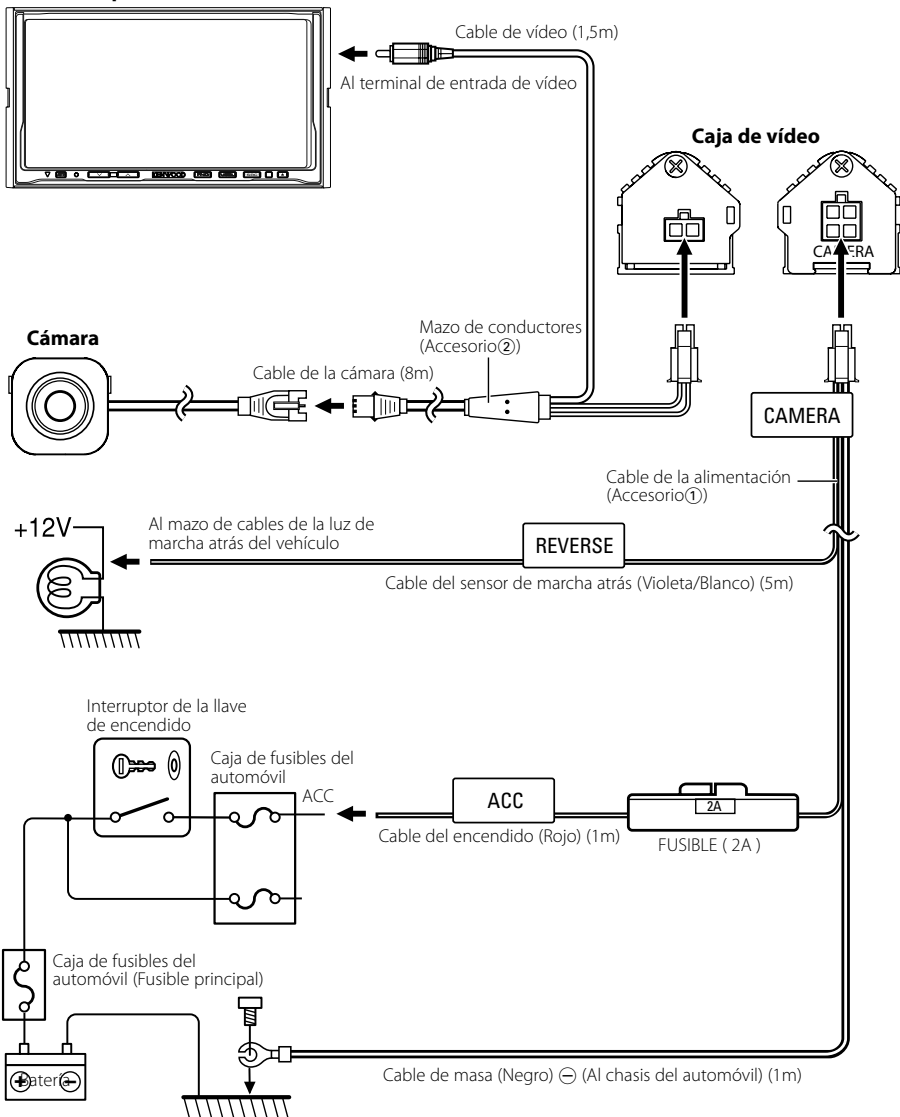 Cable de vídeo (1,5m)
Al terminal de entrada de vídeo
KENWOOD
Caja de vídeo
CAMERA
Cámara
Mazo de conductores
(Accesorio②)
Cable de la cámara (8m)
CAMERA
Cable de la alimentación
(Accesorio①)
+12V
Al mazo de cables de la luz de
marcha atrás del vehículo
REVERSE
Cable del sensor de marcha atrás (Violeta/Blanco) (5m)
Interruptor de la llave
de encendido
Caja de fusibles del
automóvil
ACC
ACC
2A
Cable del encendido (Rojo) (1m)
FUSIBLE ( 2A )
Caja de fusibles del
automóvil (Fusible principal)
Batería
Cable de masa (Negro) ⊖ (Al chasis del automóvil) (1m)